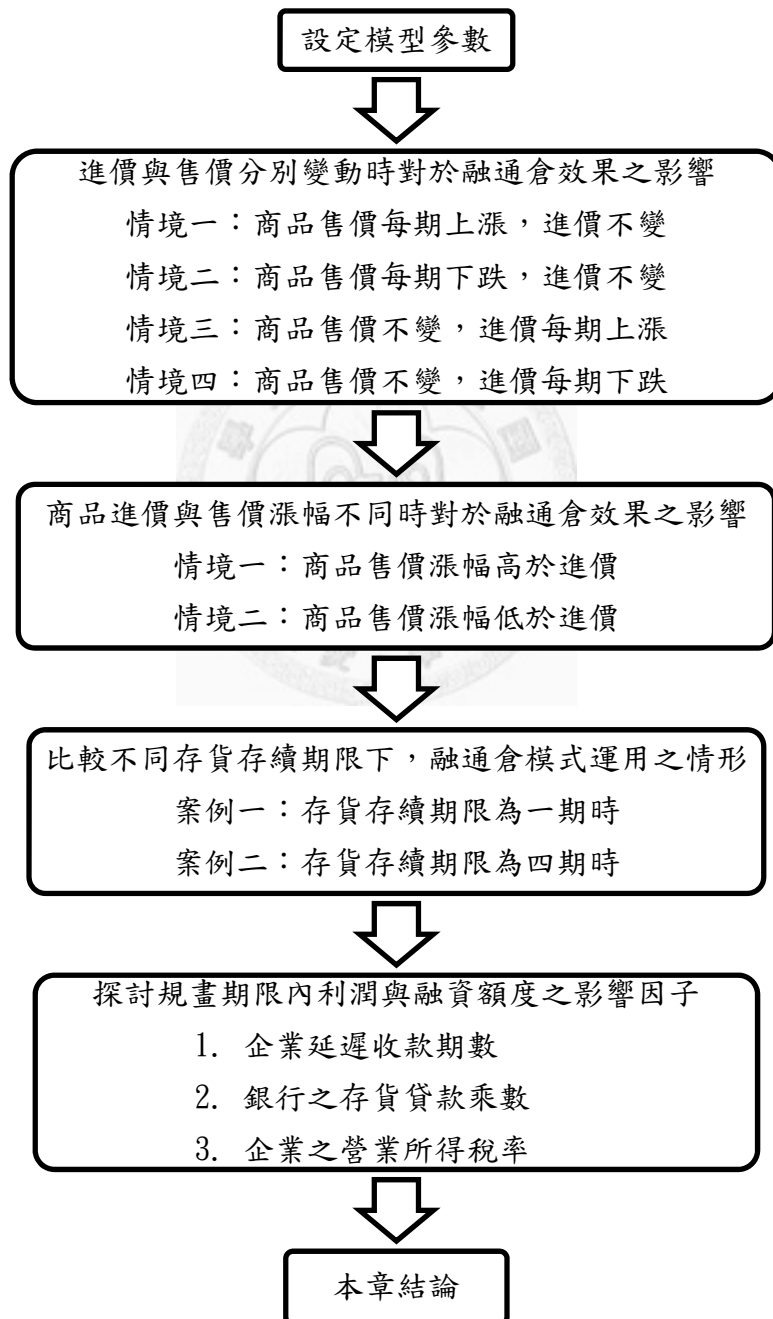 設定模型參數
進價與售價分別變動時對於融通倉效果之影響
情境一：商品售價每期上漲，進價不變
情境二：商品售價每期下跌，進價不變
情境三：商品售價不變，進價每期上漲
情境四：商品售價不變，進價每期下跌
商品進價與售價漲幅不同時對於融通倉效果之影響
情境一：商品售價漲幅高於進價
情境二：商品售價漲幅低於進價
比較不同存貨存續期限下，融通倉模式運用之情形
案例一：存貨存續期限為一期時
案例二：存貨存續期限為四期時
探討規畫期限內利潤與融資額度之影響因子
1. 企業延遲收款期數
2. 銀行之存貨貸款乘數
3. 企業之營業所得稅率
本章結論